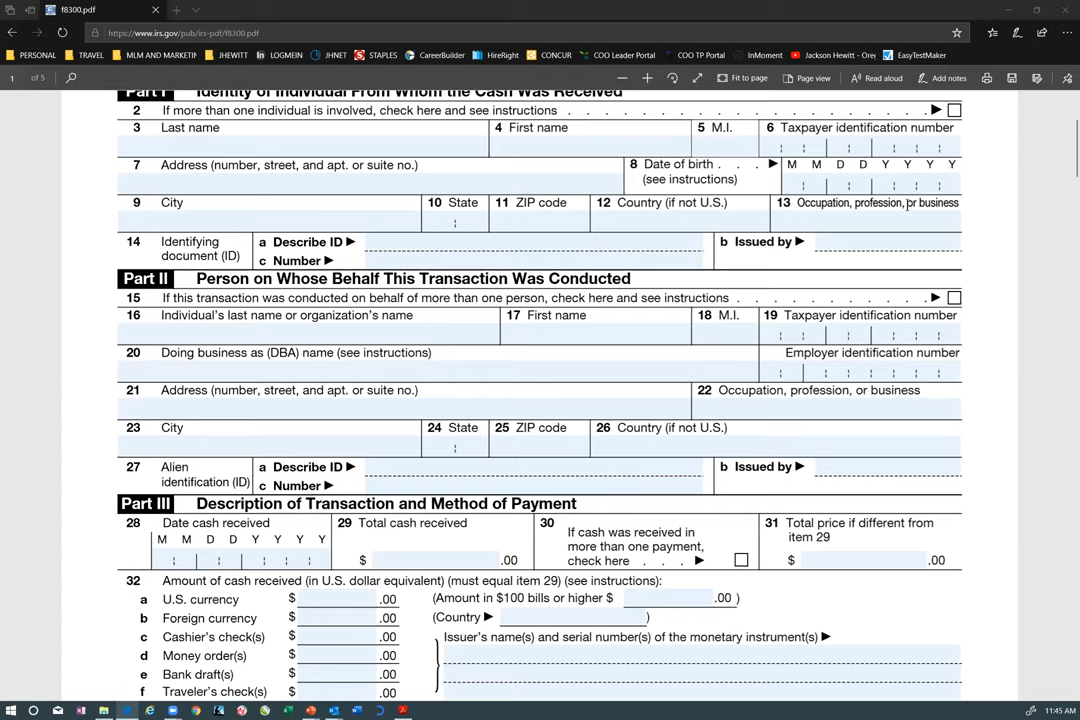 f8300.pdf
https://www.irs.gov/pub/irs-pdf/f8300.pdf
PERSONAL TRAVEL MLM AND MARKETIN JHEWITT LOGMEIN JHNET STAPLES CareerBuilder HireRight CONCUR COO Leader Portal COO TP Portal InMoment Jackson Hewitt - Ore EasyTestMaker
1 of 5 Fit to page Page view Read aloud Add notes
Part I Identity of Individual From Whom the Cash Was Received
2 If more than one individual is involved, check here and see instructions . . . . . . . . . . . . . . . . ▶
3 Last name 4 First name 5 M.I. 6 Taxpayer identification number
7 Address (number, street, and apt. or suite no.) 8 Date of birth . . ▶ M M D D Y Y Y Y
(see instructions)
9 City 10 State 11 ZIP code 12 Country (if not U.S.) 13 Occupation, profession, or business
14 Identifying document (ID) a Describe ID ▶ b Issued by ▶
c Number ▶
Part II Person on Whose Behalf This Transaction Was Conducted
15 If this transaction was conducted on behalf of more than one person, check here and see instructions . . . . . . . . ▶
16 Individual’s last name or organization’s name 17 First name 18 M.I. 19 Taxpayer identification number
20 Doing business as (DBA) name (see instructions) Employer identification number
21 Address (number, street, and apt. or suite no.) 22 Occupation, profession, or business
23 City 24 State 25 ZIP code 26 Country (if not U.S.)
27 Alien identification (ID) a Describe ID ▶ b Issued by ▶
c Number ▶
Part III Description of Transaction and Method of Payment
28 Date cash received 29 Total cash received 30 If cash was received in more than one payment, check here . . . ▶ 31 Total price if different from item 29
M M D D Y Y Y Y
$ .00 $ .00
32 Amount of cash received (in U.S. dollar equivalent) (must equal item 29) (see instructions):
a U.S. currency $ .00 (Amount in $100 bills or higher $ .00 )
b Foreign currency $ .00 (Country ▶ )
c Cashier’s check(s) $ .00 Issuer’s name(s) and serial number(s) of the monetary instrument(s) ▶
d Money order(s) $ .00
e Bank draft(s) $ .00
f Traveler’s check(s) $ .00
11:45 AM